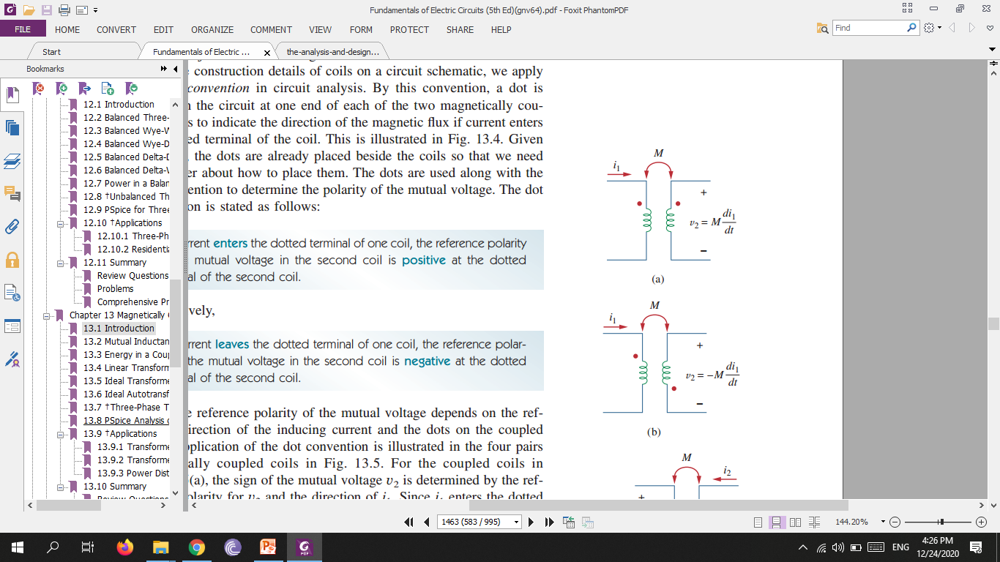 Fundamentals of Electric Circuits (5th Ed)(gnv64).pdf - Foxit PhantomPDF
FILE HOME CONVERT EDIT ORGANIZE COMMENT VIEW FORM PROTECT SHARE HELP
Find
Start
Fundamentals of Electric ...
the-analysis-and-design...
Bookmarks
12.1 Introduction
12.2 Balanced Three-
12.3 Balanced Wye-W
12.4 Balanced Wye-D
12.5 Balanced Delta-D
12.6 Balanced Delta-W
12.7 Power in a Balan
12.8 †Unbalanced Th
12.9 PSpice for Three
12.10 †Applications
12.10.1 Three-Ph
12.10.2 Residentia
12.11 Summary
Review Questions
Problems
Comprehensive Pr
Chapter 13 Magnetically
13.1 Introduction
13.2 Mutual Inductan
13.3 Energy in a Coup
13.4 Linear Transform
13.5 Ideal Transforme
13.6 Ideal Autotransf
13.7 †Three-Phase T
13.8 PSpice Analysis
13.9 †Applications
13.9.1 Transforme
13.9.2 Transforme
13.9.3 Power Dist
13.10 Summary
Review Questions
e construction details of coils on a circuit schematic, we apply
convention in circuit analysis. By this convention, a dot is
n the circuit at one end of each of the two magnetically cou-
s to indicate the direction of the magnetic flux if current enters
ed terminal of the coil. This is illustrated in Fig. 13.4. Given
, the dots are already placed beside the coils so that we need
er about how to place them. The dots are used along with the
ention to determine the polarity of the mutual voltage. The dot
on is stated as follows:
rrent enters the dotted terminal of one coil, the reference polarity
mutual voltage in the second coil is positive at the dotted
al of the second coil.
vely,
rrent leaves the dotted terminal of one coil, the reference polar-
the mutual voltage in the second coil is negative at the dotted
al of the second coil.
e reference polarity of the mutual voltage depends on the ref-
irection of the inducing current and the dots on the coupled
pplication of the dot convention is illustrated in the four pairs
ally coupled coils in Fig. 13.5. For the coupled coils in
(a), the sign of the mutual voltage v2 is determined by the ref-
olarity for v2 and the direction of i1. Since i1 enters the dotted
M
i1
+
v2 = M di1/dt
−
(a)
M
i1
+
v2 = −M di1/dt
−
(b)
M
i2
+
1463 (583 / 995)
144.20%
ENG
4:26 PM
12/24/2020